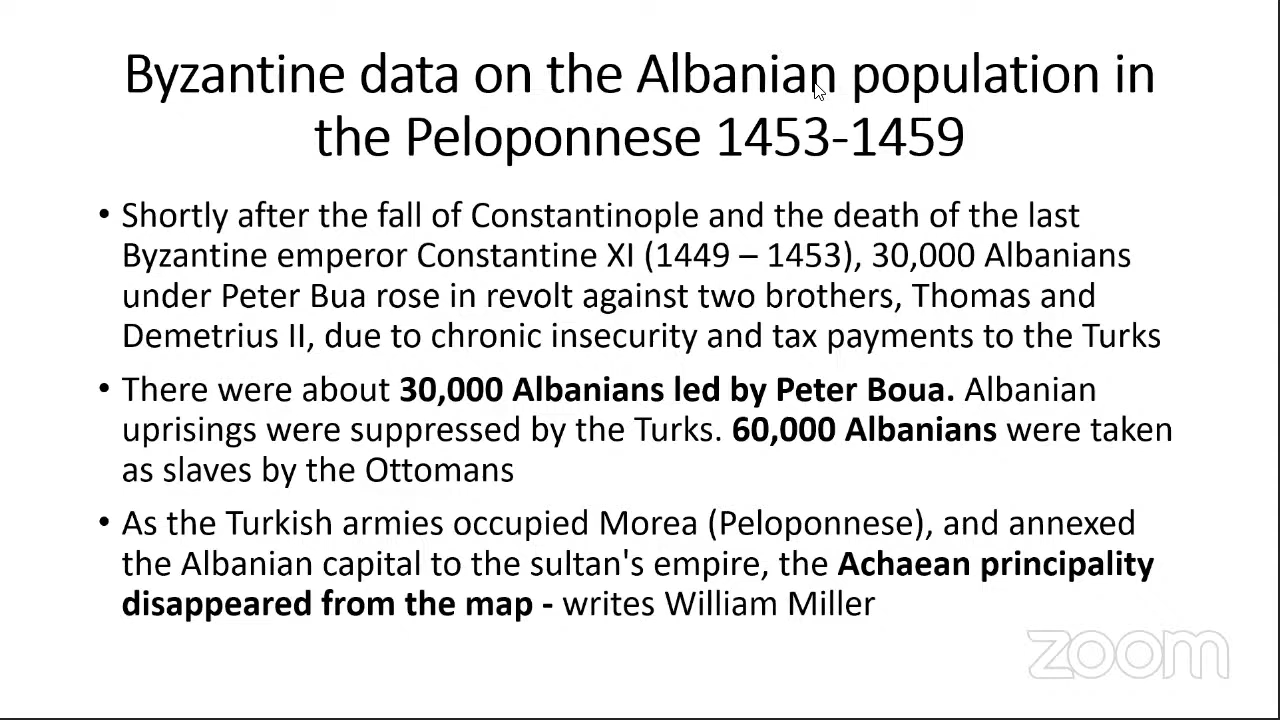 Byzantine data on the Albanian population in
the Peloponnese 1453-1459
• Shortly after the fall of Constantinople and the death of the last
Byzantine emperor Constantine XI (1449 – 1453), 30,000 Albanians
under Peter Bua rose in revolt against two brothers, Thomas and
Demetrius II, due to chronic insecurity and tax payments to the Turks
• There were about 30,000 Albanians led by Peter Boua. Albanian
uprisings were suppressed by the Turks. 60,000 Albanians were taken
as slaves by the Ottomans
• As the Turkish armies occupied Morea (Peloponnese), and annexed
the Albanian capital to the sultan's empire, the Achaean principality
disappeared from the map - writes William Miller
zoom